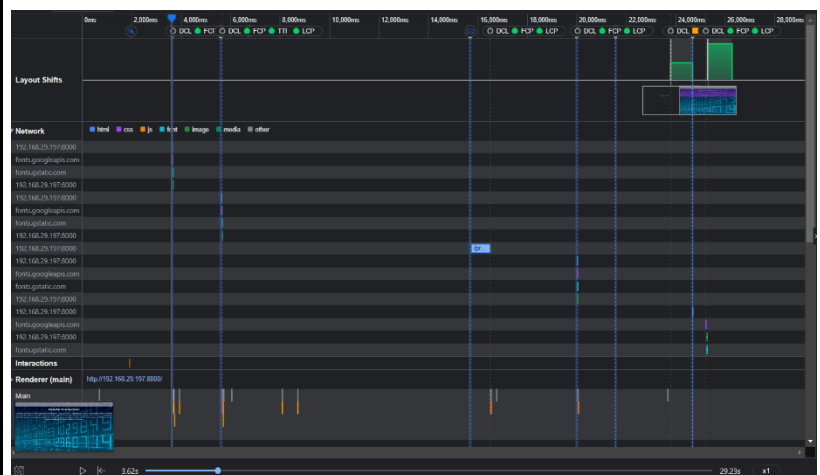 0ms 2,000ms 4,000ms 6,000ms 8,000ms 10,000ms 12,000ms 14,000ms 16,000ms 18,000ms 20,000ms 22,000ms 24,000ms 26,000ms 28,000ms
DCL FCP DCL FCP TTI LCP DCL FCP LCP DCL FCP LCP DCL DCL FCP LCP
Layout Shifts
Network html css js font image media other
192.168.29.197:8000
fonts.googleapis.com
fonts.gstatic.com
192.168.29.197:8000
192.168.29.197:8000
fonts.googleapis.com
fonts.gstatic.com
192.168.29.197:8000
192.168.29.197:8000
192.168.29.197:8000
fonts.googleapis.com
fonts.gstatic.com
192.168.29.197:8000
192.168.29.197:8000
fonts.googleapis.com
192.168.29.197:8000
fonts.gstatic.com
Interactions
Renderer (main) http://192.168.29.197:8000/
Main
3.62s 29.23s x1